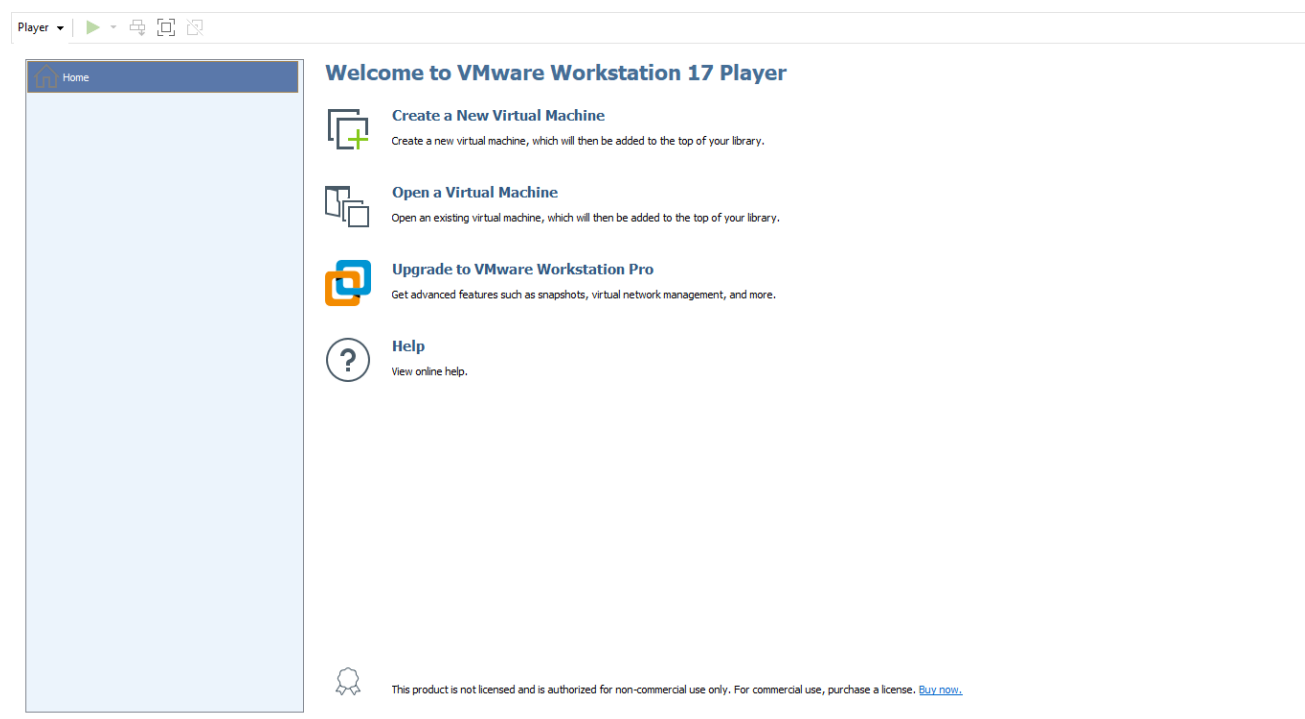 Player
Home
Welcome to VMware Workstation 17 Player
Create a New Virtual Machine
Create a new virtual machine, which will then be added to the top of your library.
Open a Virtual Machine
Open an existing virtual machine, which will then be added to the top of your library.
Upgrade to VMware Workstation Pro
Get advanced features such as snapshots, virtual network management, and more.
Help
View online help.
This product is not licensed and is authorized for non-commercial use only. For commercial use, purchase a license. Buy now.